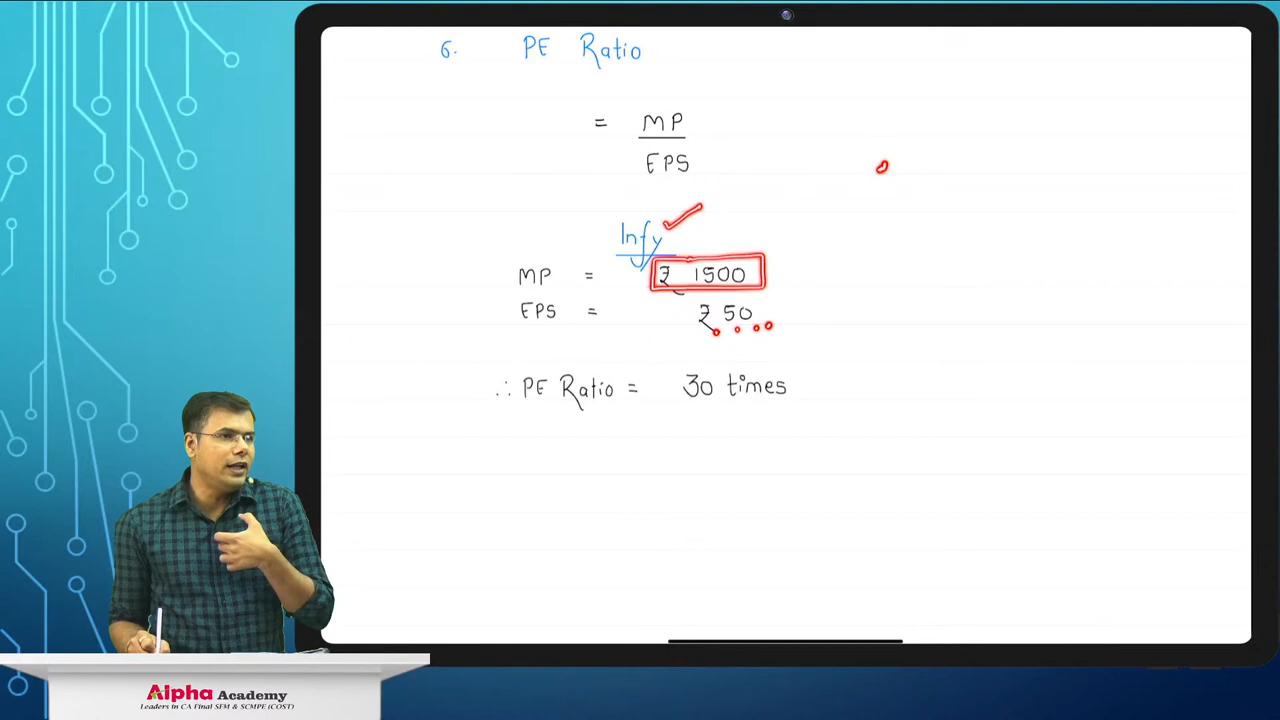 6. PE Ratio
= MP
EPS
Infy
MP = ₹ 1500
EPS = ₹ 50
∴ PE Ratio = 30 times
Alpha Academy
Leaders in CA Final SFM & SCMPE (COST)